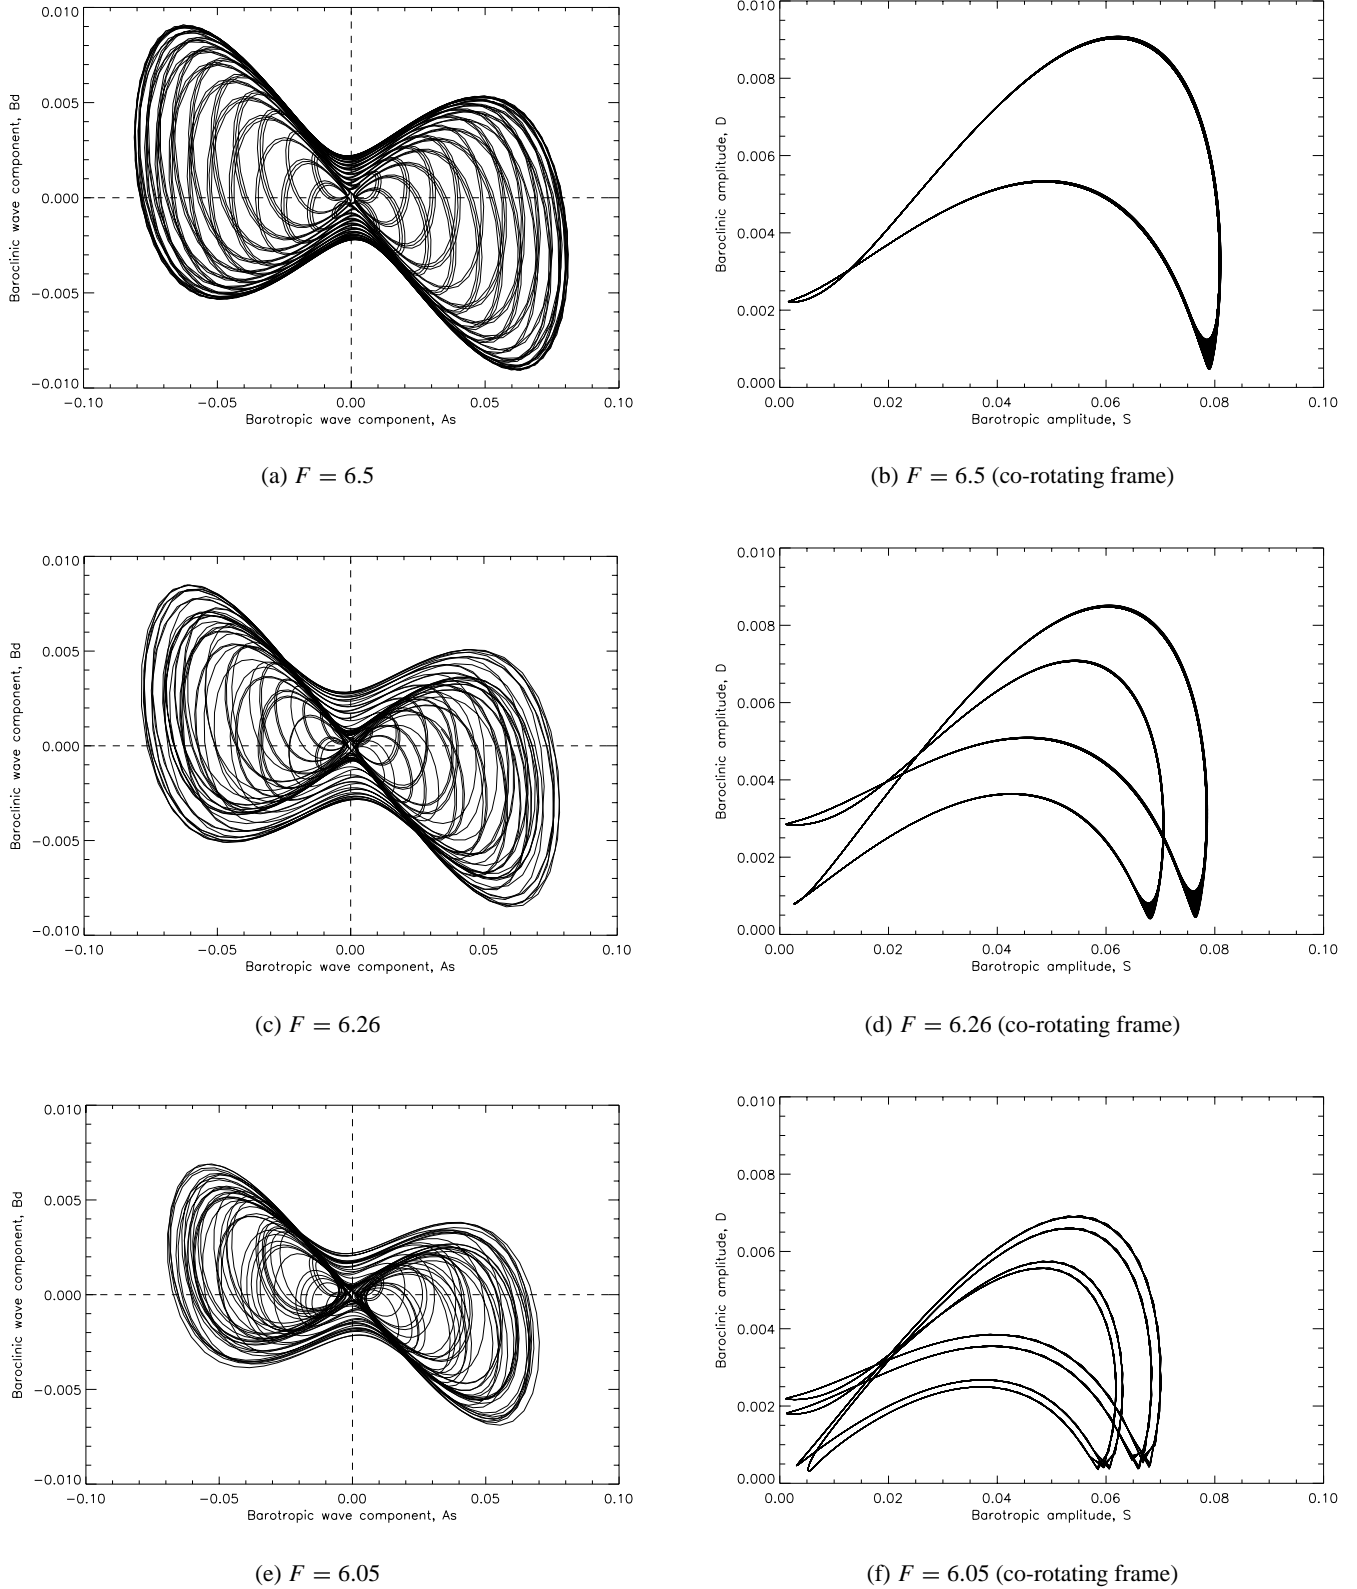 0.010
0.005
0.000
−0.005
−0.010
Baroclinic wave component, Bd
−0.10 −0.05 0.00 0.05 0.10
Barotropic wave component, As
(a) F = 6.5
0.010
0.008
0.006
0.004
0.002
0.000
Baroclinic amplitude, D
0.00 0.02 0.04 0.06 0.08 0.10
Barotropic amplitude, S
(b) F = 6.5 (co-rotating frame)
0.010
0.005
0.000
−0.005
−0.010
Baroclinic wave component, Bd
−0.10 −0.05 0.00 0.05 0.10
Barotropic wave component, As
(c) F = 6.26
0.010
0.008
0.006
0.004
0.002
0.000
Baroclinic amplitude, D
0.00 0.02 0.04 0.06 0.08 0.10
Barotropic amplitude, S
(d) F = 6.26 (co-rotating frame)
0.010
0.005
0.000
−0.005
−0.010
Baroclinic wave component, Bd
−0.10 −0.05 0.00 0.05 0.10
Barotropic wave component, As
(e) F = 6.05
0.010
0.008
0.006
0.004
0.002
0.000
Baroclinic amplitude, D
0.00 0.02 0.04 0.06 0.08 0.10
Barotropic amplitude, S
(f) F = 6.05 (co-rotating frame)